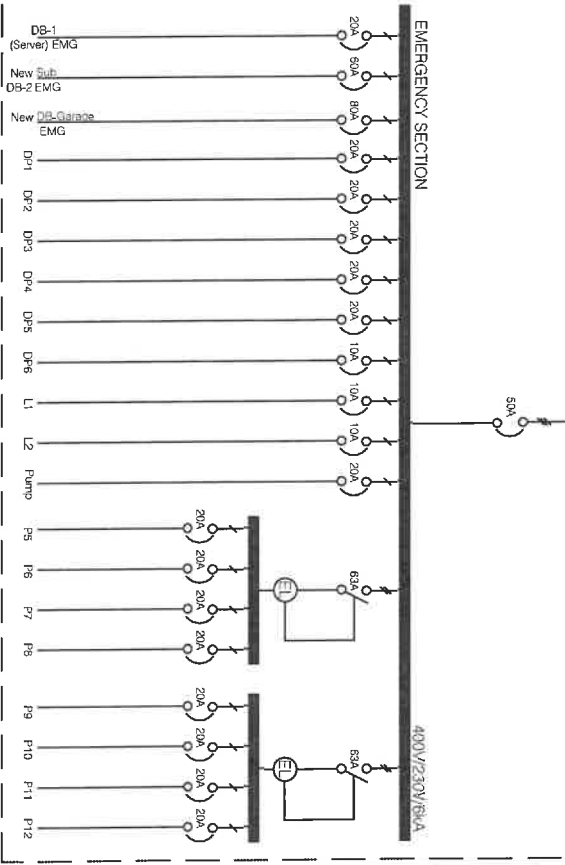 EMERGENCY SECTION
400V/230V/6kA
50A
20A
DB-1
(Server) EMG
60A
New Sub
DB-2 EMG
80A
New DB-Garage
EMG
20A
DP1
20A
DP2
20A
DP3
20A
DP4
20A
DP5
10A
DP6
10A
L1
10A
L2
20A
Pump
63A
EL
20A
P5
20A
P6
20A
P7
20A
P8
63A
EL
20A
P9
20A
P10
20A
P11
20A
P12